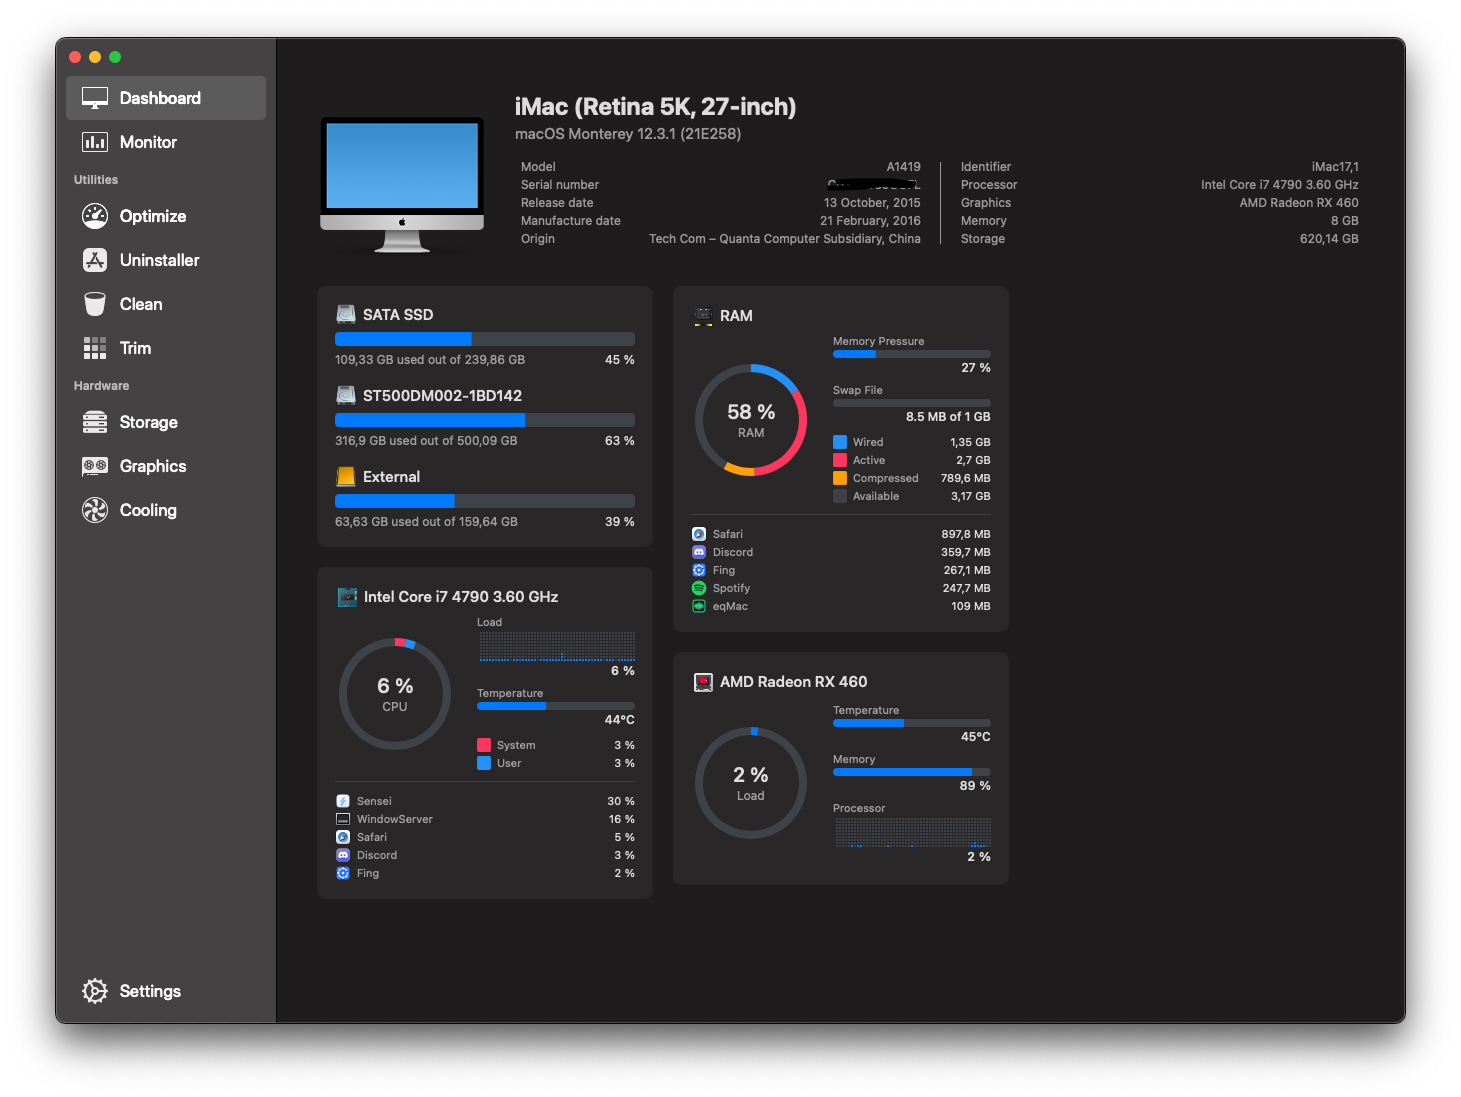 Dashboard
Monitor
Utilities
Optimize
Uninstaller
Clean
Trim
Hardware
Storage
Graphics
Cooling
Settings
iMac (Retina 5K, 27-inch)
macOS Monterey 12.3.1 (21E258)
Model A1419
Serial number
Release date 13 October, 2015
Manufacture date 21 February, 2016
Origin Tech Com – Quanta Computer Subsidiary, China
Identifier iMac17,1
Processor Intel Core i7 4790 3.60 GHz
Graphics AMD Radeon RX 460
Memory 8 GB
Storage 620,14 GB
SATA SSD
109,33 GB used out of 239,86 GB 45 %
ST500DM002-1BD142
316,9 GB used out of 500,09 GB 63 %
External
63,63 GB used out of 159,64 GB 39 %
Intel Core i7 4790 3.60 GHz
6 %
CPU
Load
6 %
Temperature
44°C
System 3 %
User 3 %
Sensei 30 %
WindowServer 16 %
Safari 5 %
Discord 3 %
Fing 2 %
RAM
58 %
RAM
Memory Pressure
27 %
Swap File
8.5 MB of 1 GB
Wired 1,35 GB
Active 2,7 GB
Compressed 789,6 MB
Available 3,17 GB
Safari 897,8 MB
Discord 359,7 MB
Fing 267,1 MB
Spotify 247,7 MB
eqMac 109 MB
AMD Radeon RX 460
2 %
Load
Temperature
45°C
Memory
89 %
Processor
2 %